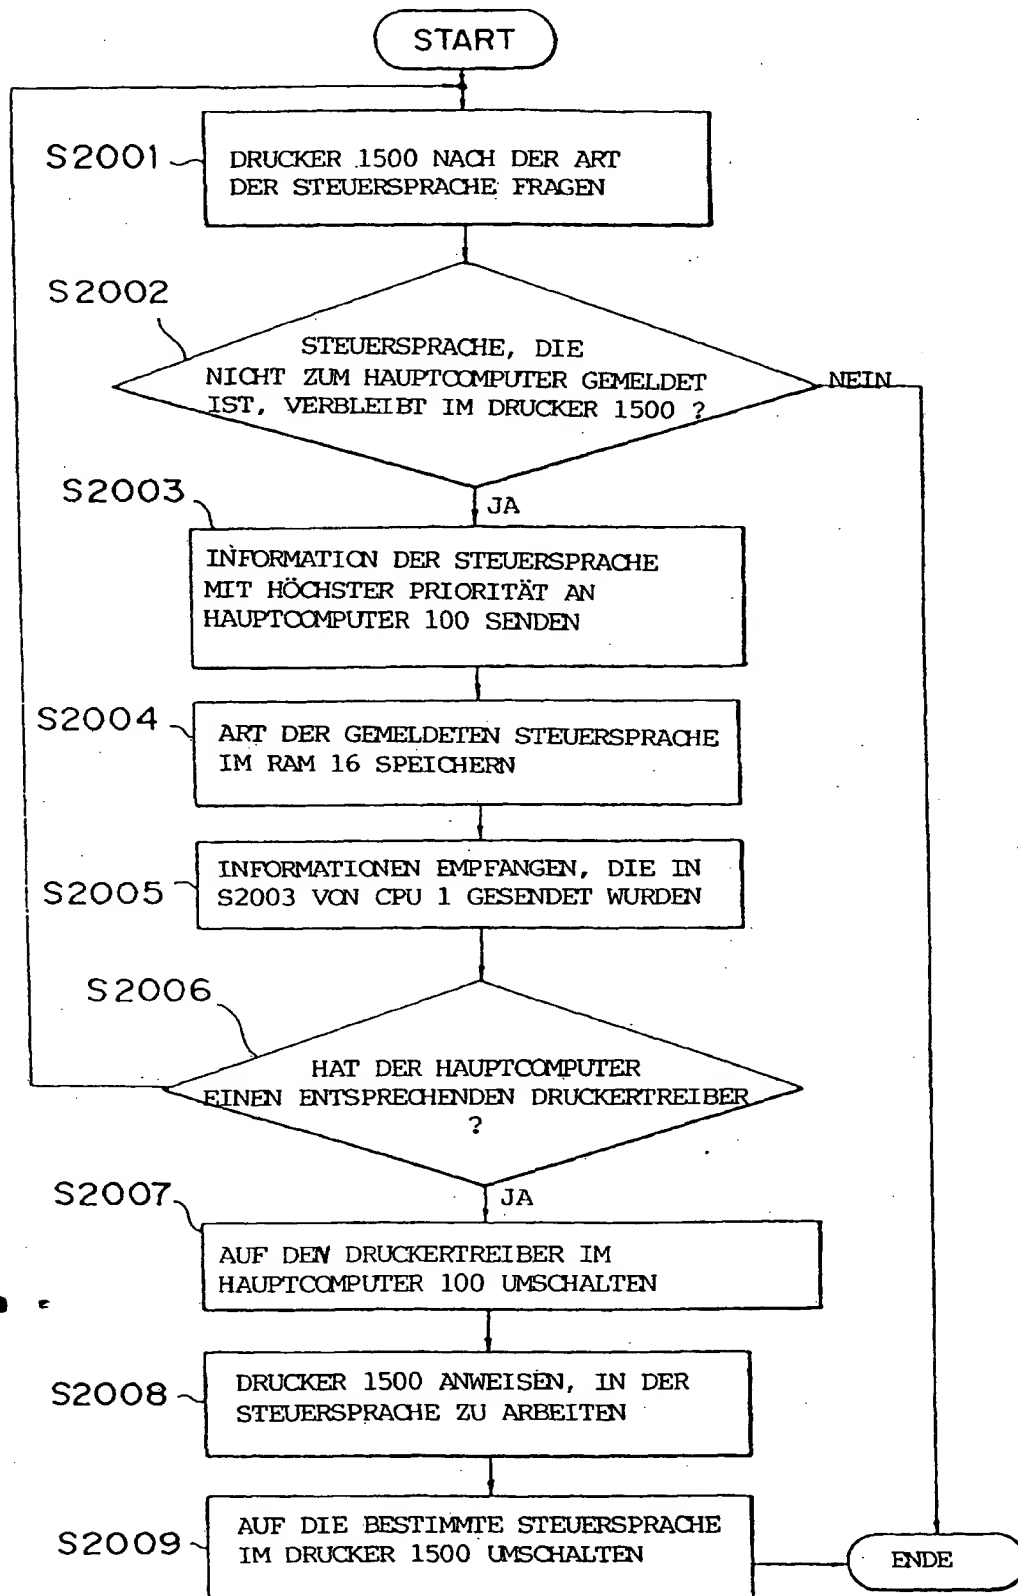 START
S2001
DRUCKER 1500 NACH DER ART
DER STEUERSPRACHE FRAGEN
S2002
STEUERSPRACHE, DIE
NICHT ZUM HAUPTCOMPUTER GEMELDET
IST, VERBLEIBT IM DRUCKER 1500 ?
NEIN
JA
S2003
INFORMATION DER STEUERSPRACHE
MIT HÖCHSTER PRIORITÄT AN
HAUPTCOMPUTER 100 SENDEN
S2004
ART DER GEMELDETEN STEUERSPRACHE
IM RAM 16 SPEICHERN
S2005
INFORMATIONEN EMPFANGEN, DIE IN
S2003 VON CPU 1 GESENDET WURDEN
S2006
HAT DER HAUPTCOMPUTER
EINEN ENTSPRECHENDEN DRUCKERTREIBER
?
JA
S2007
AUF DEN DRUCKERTREIBER IM
HAUPTCOMPUTER 100 UMSCHALTEN
S2008
DRUCKER 1500 ANWEISEN, IN DER
STEUERSPRACHE ZU ARBEITEN
S2009
AUF DIE BESTIMMTE STEUERSPRACHE
IM DRUCKER 1500 UMSCHALTEN
ENDE